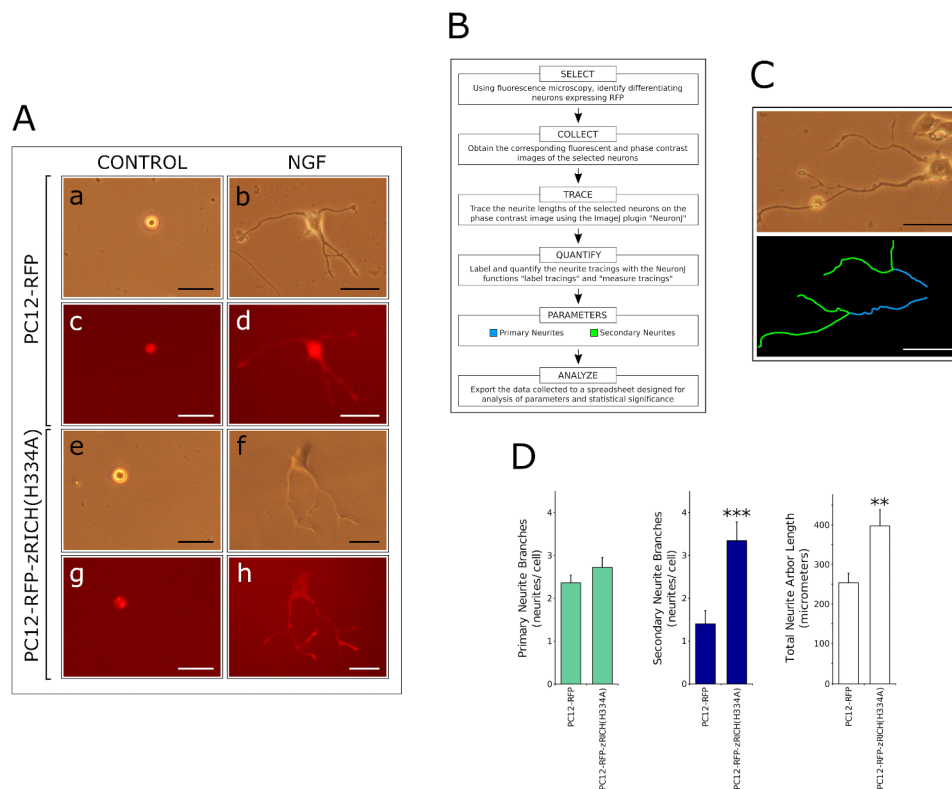 A
CONTROL
NGF
PC12-RFP
a
b
c
d
PC12-RFP-zRICH(H334A)
e
f
g
h
B
SELECT
Using fluorescence microscopy, identify differentiating
neurons expressing RFP
COLLECT
Obtain the corresponding fluorescent and phase contrast
images of the selected neurons
TRACE
Trace the neurite lengths of the selected neurons on the
phase contrast image using the ImageJ plugin "NeuronJ"
QUANTIFY
Label and quantify the neurite tracings with the NeuronJ
functions "label tracings" and "measure tracings"
PARAMETERS
Primary Neurites
Secondary Neurites
ANALYZE
Export the data collected to a spreadsheet designed for
analysis of parameters and statistical significance
C
D
Primary Neurite Branches
(neurites/ cell)
4
3
2
1
0
PC12-RFP
PC12-RFP-zRICH(H334A)
Secondary Neurite Branches
(neurites/ cell)
4
3
2
1
0
***
PC12-RFP
PC12-RFP-zRICH(H334A)
Total Neurite Arbor Length
(micrometers)
400
300
200
100
0
**
PC12-RFP
PC12-RFP-zRICH(H334A)